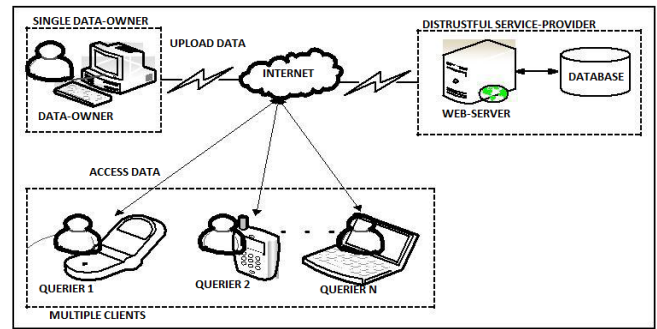 SINGLE DATA-OWNER
DISTRUSTFUL SERVICE-PROVIDER
UPLOAD DATA
INTERNET
DATABASE
DATA-OWNER
WEB-SERVER
ACCESS DATA
QUERIER 1
QUERIER 2
QUERIER N
MULTIPLE CLIENTS